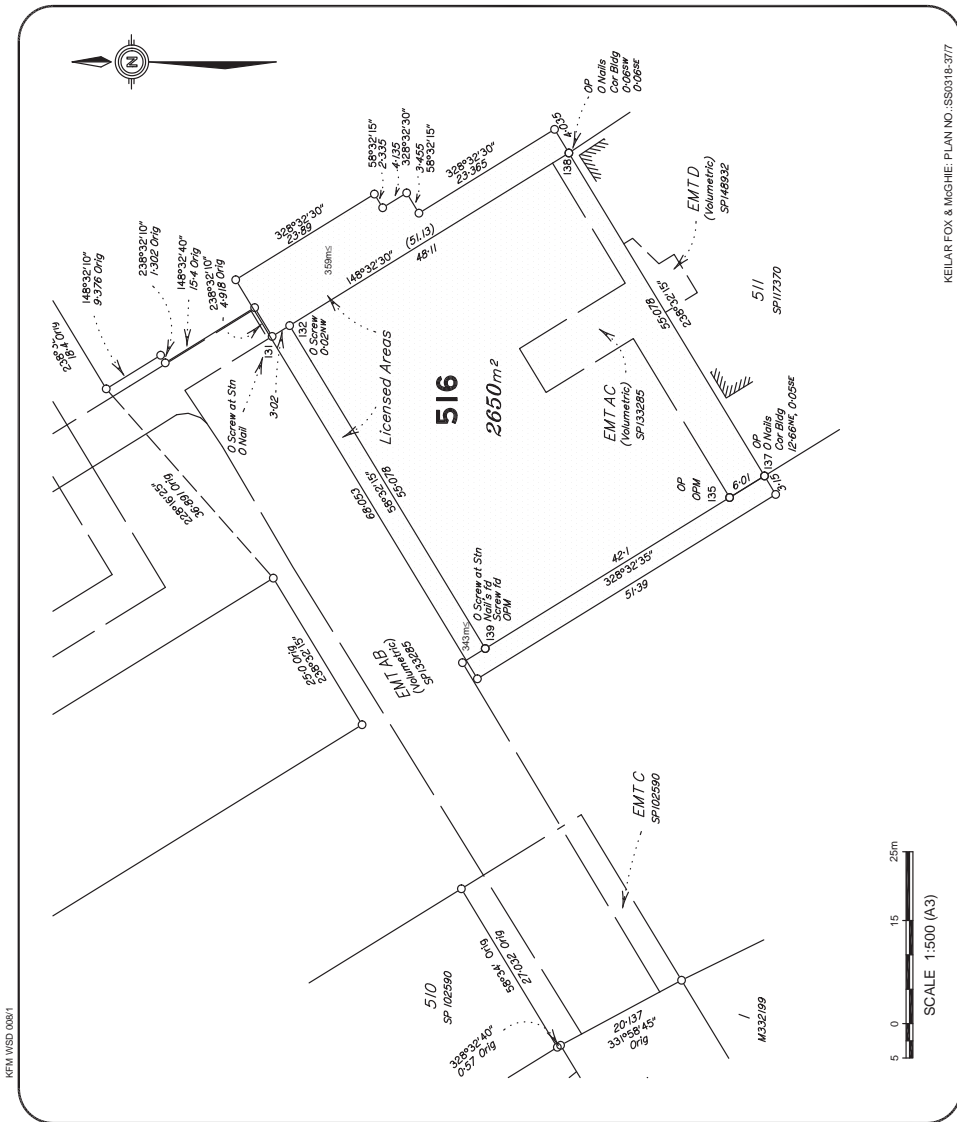 KFM WSD 008/1
KEILAR FOX & McGHIE: PLAN NO.:SS0318-37/7
N
18·4 Orig
148°32'10"
9·376 Orig
238°32'10"
1·302 Orig
148°32'40"
15·4 Orig
238°32'10"
4·918 Orig
328°32'30"
23·89
58°32'15"
2·335
4·135
328°32'30"
3·455
58°32'15"
328°32'30"
23·365
4·035
OP
O Nails
Cor Bldg
0·06SW
0·06SE
138
359m≤
148°32'30" (51.13)
48·11
O Screw at Stn
O Nail
131
3·02
132
O Screw
0·02NW
Licensed Areas
228°16'25"
36·891 Orig
25·0 Orig
238°32'15"
68·053
58°32'15"
55·078
516
2650m²
EMT AC
(Volumetric)
SP133285
EMT D
(Volumetric)
SP148932
55·078
238°32'15"
511
SP117370
OP
OPM
135
6·01
137
OP
O Nails
Cor Bldg
12·66NE, 0·05SE
3·15
42·1
328°32'35"
51·39
O Screw at Stn
Nail s fd
Screw fd
OPM
139
343m≤
EMT AB
(Volumetric)
SP133285
EMT C
SP102590
510
SP 102590
58°34' Orig
27·032 Orig
328°32'40"
0·57 Orig
20·137
331°58'45"
Orig
1
M332199
5 0 15 25m
SCALE 1:500 (A3)